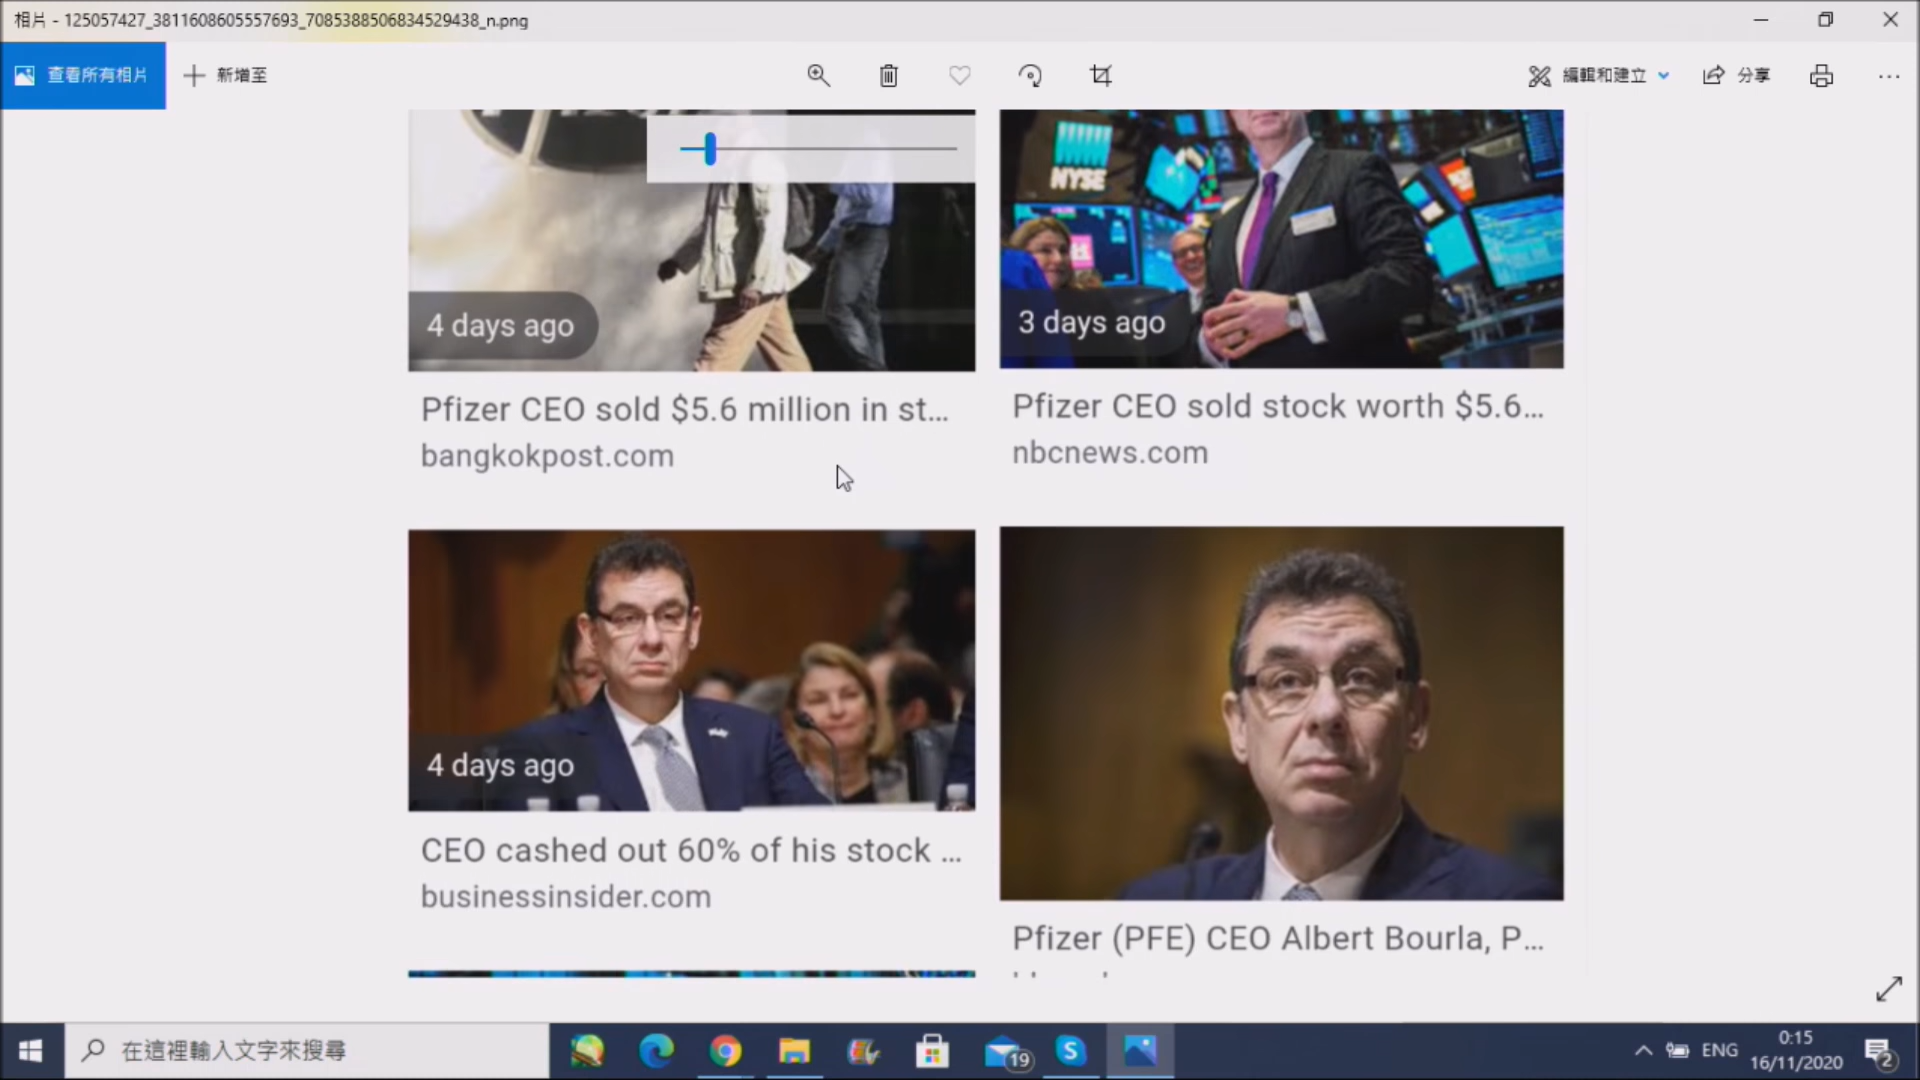 相片 - 125057427_3811608605557693_7085388506834529438_n.png
查看所有相片
新增至
編輯和建立
分享
NYSE
4 days ago
3 days ago
Pfizer CEO sold $5.6 million in st...
bangkokpost.com
Pfizer CEO sold stock worth $5.6...
nbcnews.com
4 days ago
CEO cashed out 60% of his stock ...
businessinsider.com
Pfizer (PFE) CEO Albert Bourla, P...
在這裡輸入文字來搜尋
19
ENG
0:15
16/11/2020
2